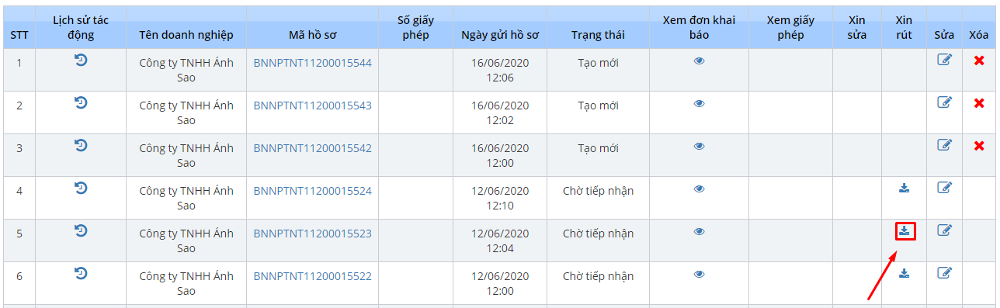 STT Lịch sử tác động Tên doanh nghiệp Mã hồ sơ Số giấy phép Ngày gửi hồ sơ Trạng thái Xem đơn khai báo Xem giấy phép Xin sửa Xin rút Sửa Xóa
1 Công ty TNHH Ánh BNNPTNT11200015544 16/06/2020 Tạo mới
Sao 12:06
2 Công ty TNHH Ánh BNNPTNT11200015543 16/06/2020 Tạo mới
Sao 12:02
3 Công ty TNHH Ánh BNNPTNT11200015542 16/06/2020 Tạo mới
Sao 12:00
4 Công ty TNHH Ánh BNNPTNT11200015524 12/06/2020 Chờ tiếp nhận
Sao 12:10
5 Công ty TNHH Ánh BNNPTNT11200015523 12/06/2020 Chờ tiếp nhận
Sao 12:04
6 Công ty TNHH Ánh BNNPTNT11200015522 12/06/2020 Chờ tiếp nhận
Sao 12:00